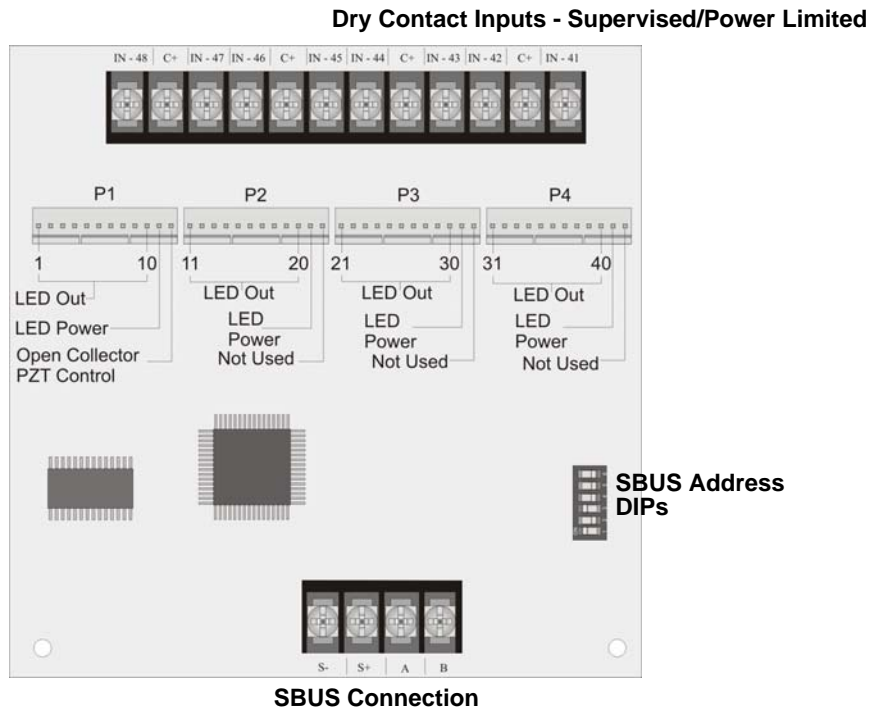 Dry Contact Inputs - Supervised/Power Limited
IN - 48 C+ IN - 47 IN - 46 C+ IN - 45 IN - 44 C+ IN - 43 IN - 42 C+ IN - 41
P1 P2 P3 P4
1 10 11 20 21 30 31 40
LED Out LED Out LED Out LED Out
LED Power
LED
Power
LED
Power
LED
Power
Open Collector
PZT Control
Not Used Not Used Not Used
SBUS Address
DIPs
S- S+ A B
SBUS Connection